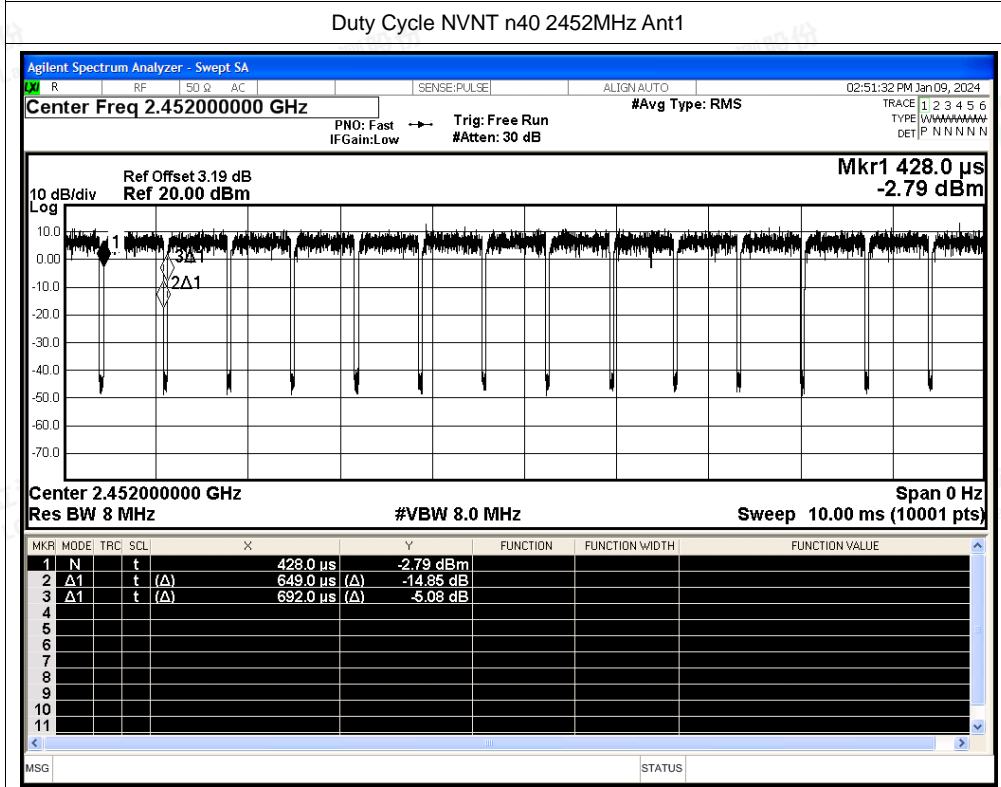 Duty Cycle NVNT n40 2452MHz Ant1
Agilent Spectrum Analyzer - Swept SA
LXI R RF 50 Ω AC SENSE:PULSE ALIGN AUTO 02:51:32 PM Jan 09, 2024
Center Freq 2.452000000 GHz #Avg Type: RMS TRACE 1 2 3 4 5 6
PNO: Fast Trig: Free Run TYPE WWWWWW
IFGain:Low #Atten: 30 dB DET P N N N N N
Mkr1 428.0 µs
Ref Offset 3.19 dB
10 dB/div Ref 20.00 dBm -2.79 dBm
Log
10.0
1
0.00
3Δ1
-10.0
2Δ1
-20.0
-30.0
-40.0
-50.0
-60.0
-70.0
Center 2.452000000 GHz Span 0 Hz
Res BW 8 MHz #VBW 8.0 MHz Sweep 10.00 ms (10001 pts)
MKR MODE TRC SCL X Y FUNCTION FUNCTION WIDTH FUNCTION VALUE
1 N t 428.0 µs -2.79 dBm
2 Δ1 t (Δ) 649.0 µs (Δ) -14.85 dB
3 Δ1 t (Δ) 692.0 µs (Δ) -5.08 dB
4
5
6
7
8
9
10
11
MSG STATUS